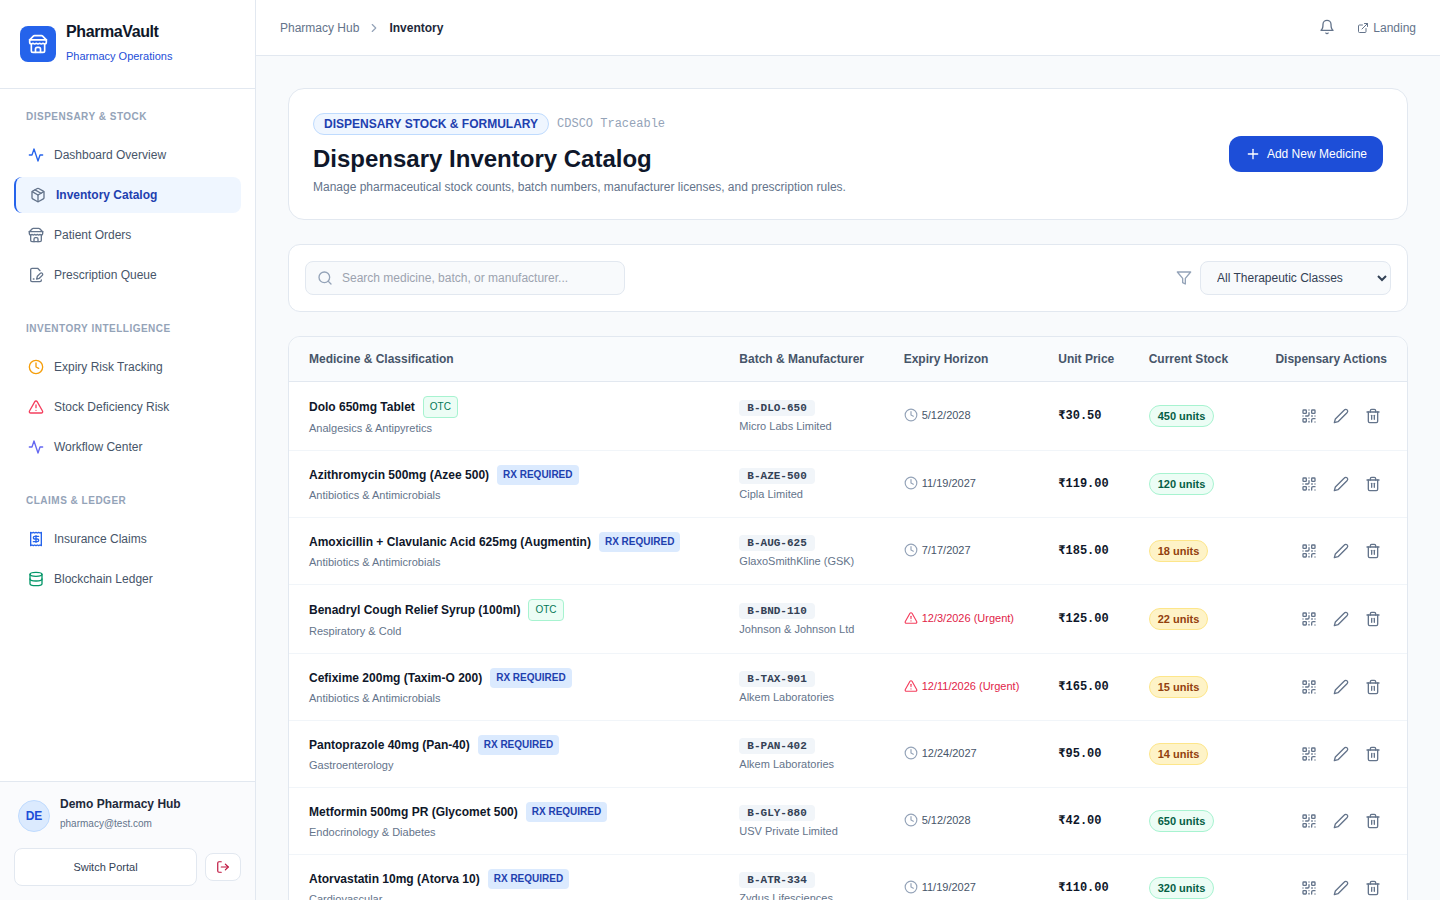 PharmaVault
Pharmacy Operations
DISPENSARY & STOCK
Dashboard Overview
Inventory Catalog
Patient Orders
Prescription Queue
INVENTORY INTELLIGENCE
Expiry Risk Tracking
Stock Deficiency Risk
Workflow Center
CLAIMS & LEDGER
Insurance Claims
Blockchain Ledger
DE
Demo Pharmacy Hub
pharmacy@test.com
Switch Portal
Pharmacy Hub > Inventory
Landing
DISPENSARY STOCK & FORMULARY CDSCO Traceable
Dispensary Inventory Catalog
Manage pharmaceutical stock counts, batch numbers, manufacturer licenses, and prescription rules.
Add New Medicine
Search medicine, batch, or manufacturer...
All Therapeutic Classes
Medicine & Classification Batch & Manufacturer Expiry Horizon Unit Price Current Stock Dispensary Actions
Dolo 650mg Tablet OTC B-DLO-650 5/12/2028 ₹30.50 450 units
Analgesics & Antipyretics Micro Labs Limited
Azithromycin 500mg (Azee 500) RX REQUIRED B-AZE-500 11/19/2027 ₹119.00 120 units
Antibiotics & Antimicrobials Cipla Limited
Amoxicillin + Clavulanic Acid 625mg (Augmentin) RX REQUIRED B-AUG-625 7/17/2027 ₹185.00 18 units
Antibiotics & Antimicrobials GlaxoSmithKline (GSK)
Benadryl Cough Relief Syrup (100ml) OTC B-BND-110 12/3/2026 (Urgent) ₹125.00 22 units
Respiratory & Cold Johnson & Johnson Ltd
Cefixime 200mg (Taxim-O 200) RX REQUIRED B-TAX-901 12/11/2026 (Urgent) ₹165.00 15 units
Antibiotics & Antimicrobials Alkem Laboratories
Pantoprazole 40mg (Pan-40) RX REQUIRED B-PAN-402 12/24/2027 ₹95.00 14 units
Gastroenterology Alkem Laboratories
Metformin 500mg PR (Glycomet 500) RX REQUIRED B-GLY-880 5/12/2028 ₹42.00 650 units
Endocrinology & Diabetes USV Private Limited
Atorvastatin 10mg (Atorva 10) RX REQUIRED B-ATR-334 11/19/2027 ₹110.00 320 units
Cardiovascular Zydus Lifesciences